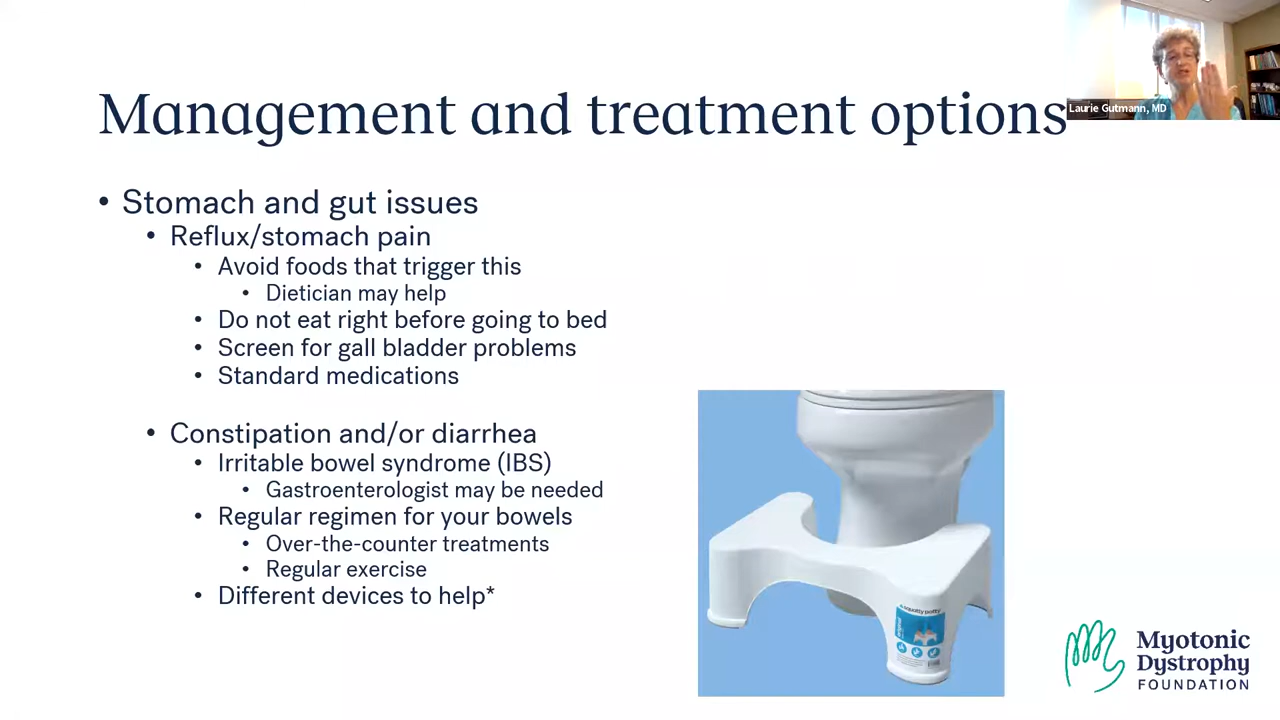 Laurie Gutmann, MD
Management and treatment options
• Stomach and gut issues
• Reflux/stomach pain
• Avoid foods that trigger this
• Dietician may help
• Do not eat right before going to bed
• Screen for gall bladder problems
• Standard medications
• Constipation and/or diarrhea
• Irritable bowel syndrome (IBS)
• Gastroenterologist may be needed
• Regular regimen for your bowels
• Over-the-counter treatments
• Regular exercise
• Different devices to help*
squatty potty
Myotonic
Dystrophy
FOUNDATION